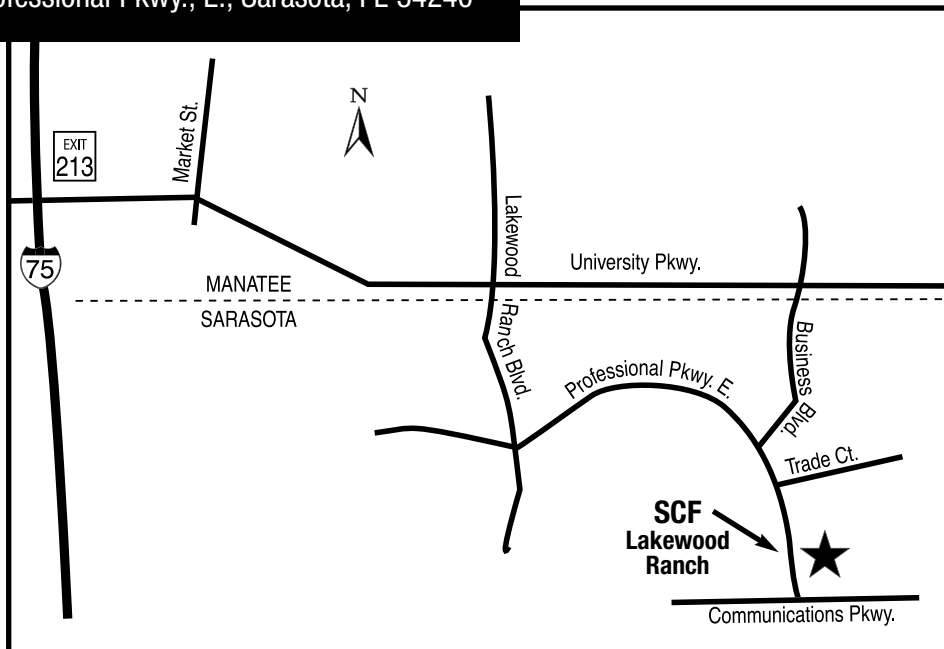 Pkwy., E., Sarasota, FL 34240
N
Market St.
EXIT
213
Lakewood
University Pkwy.
75
MANATEE
SARASOTA
Ranch Blvd.
Business
Blvd.
Professional Pkwy. E.
Trade Ct.
SCF
Lakewood
Ranch
Communications Pkwy.